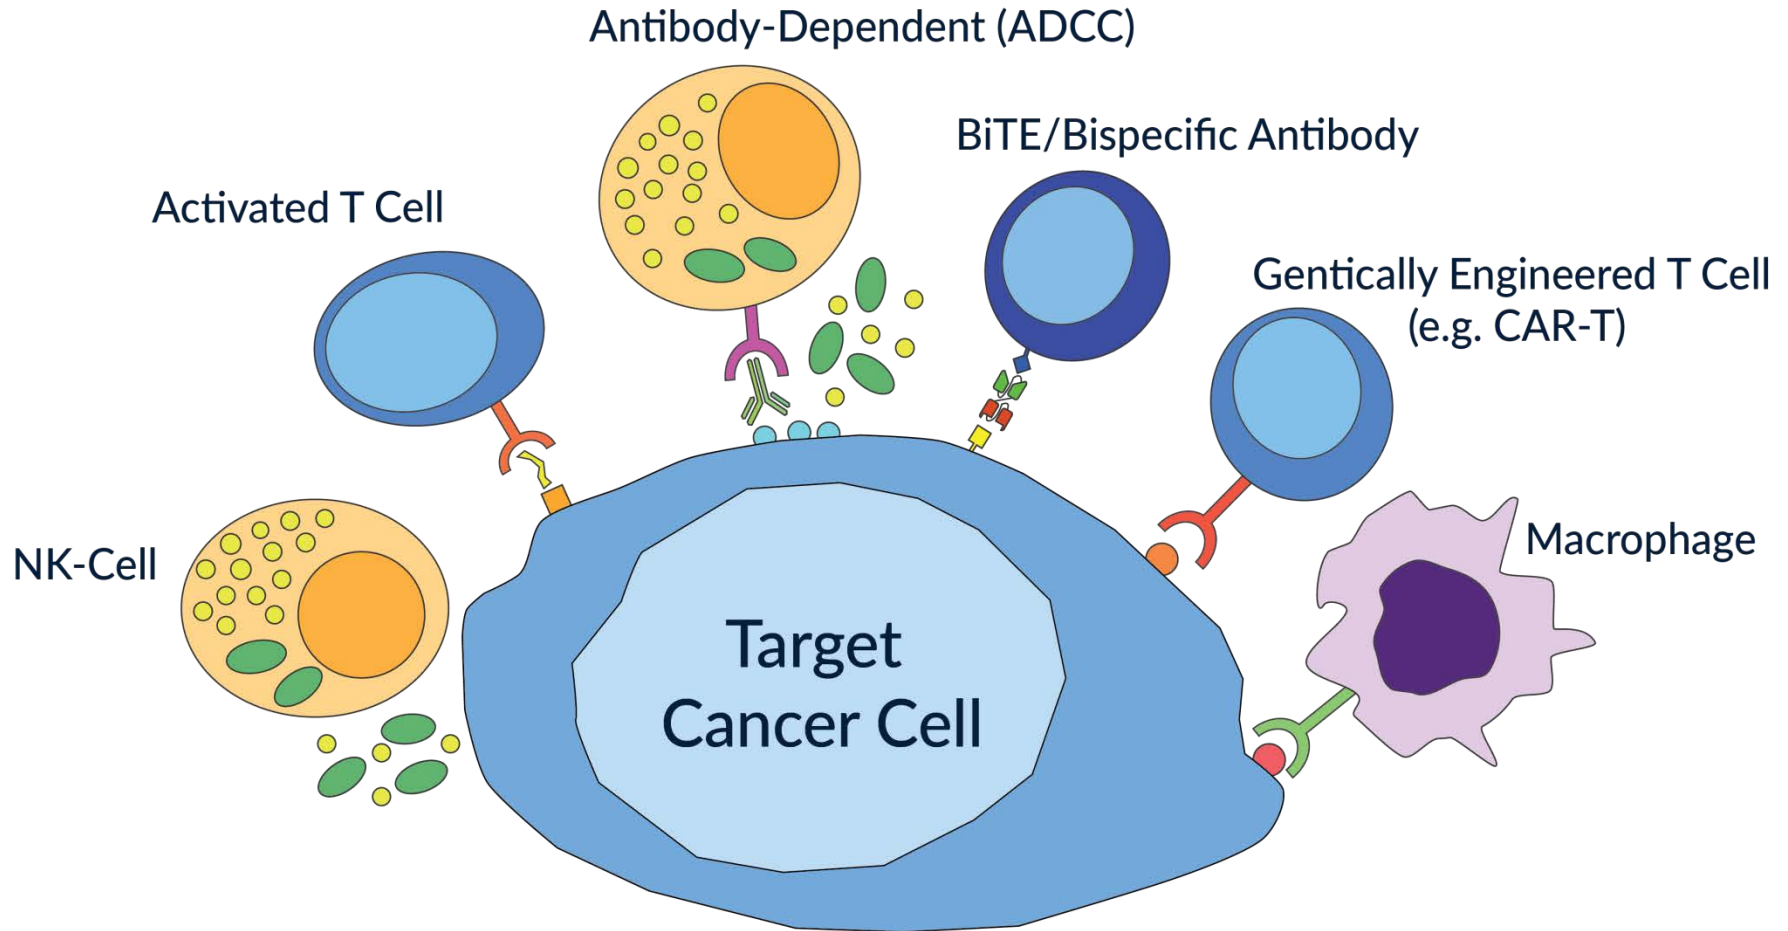 Antibody-Dependent (ADCC)
BiTE/Bispecific Antibody
Activated T Cell
Gentically Engineered T Cell
(e.g. CAR-T)
NK-Cell
Macrophage
Target
Cancer Cell